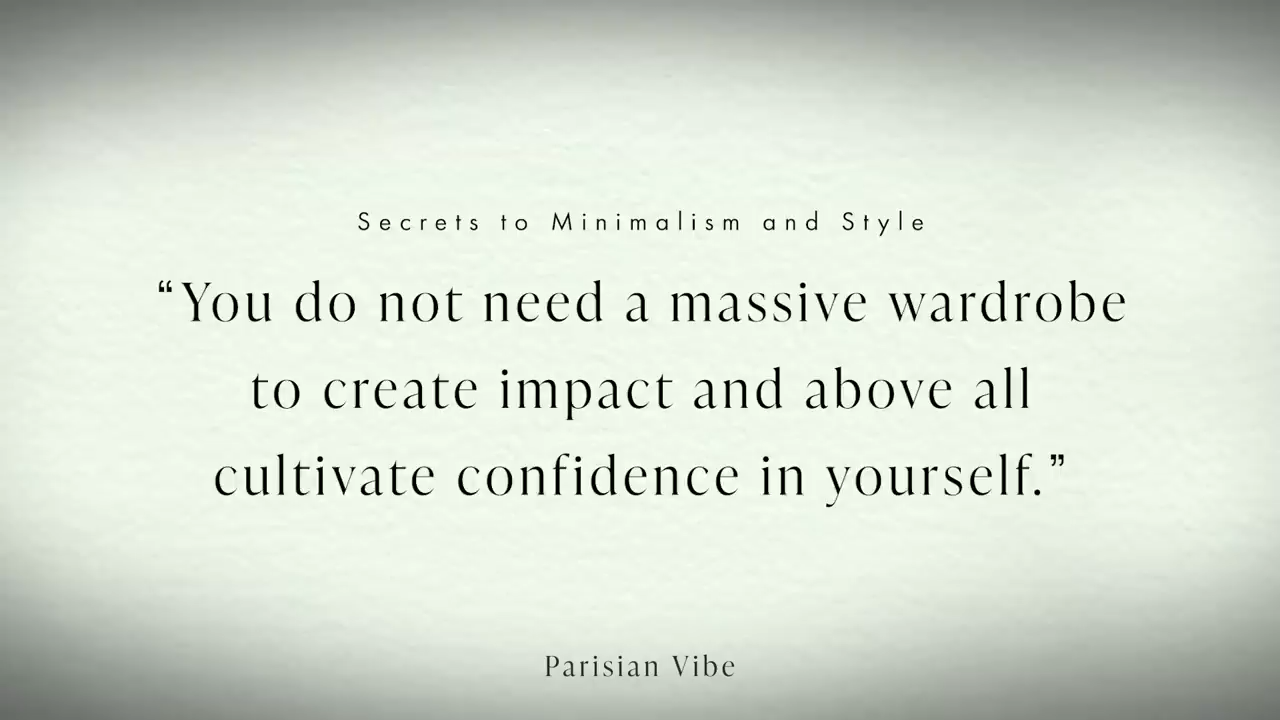 Secrets to Minimalism and Style
“You do not need a massive wardrobe
to create impact and above all
cultivate confidence in yourself.”
Parisian Vibe